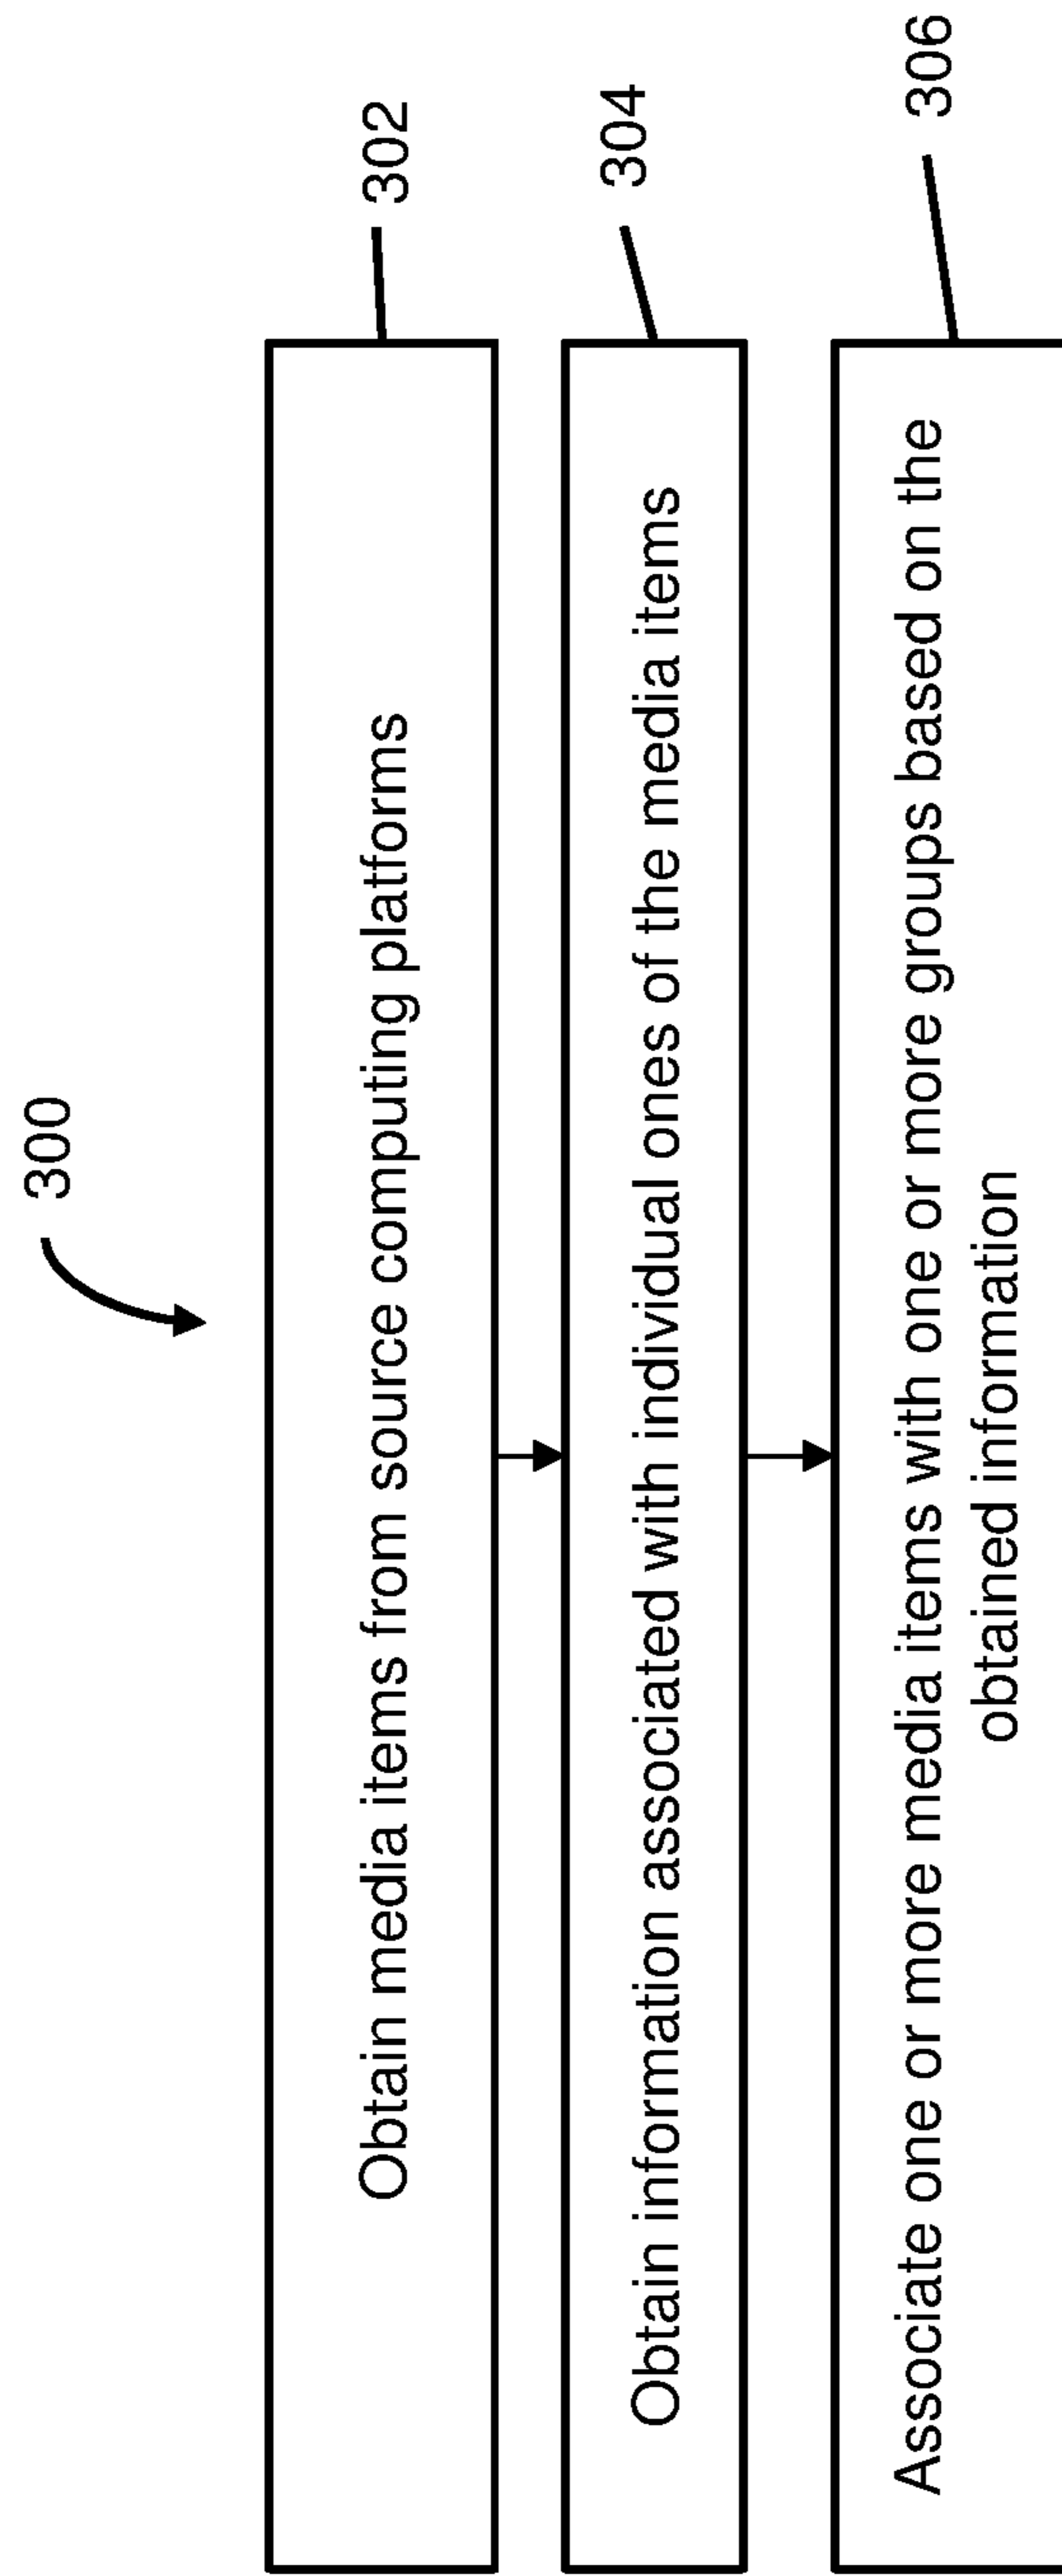 300
Obtain media items from source computing platforms
302
Obtain information associated with individual ones of the media items
304
Associate one or more media items with one or more groups based on the
obtained information
306